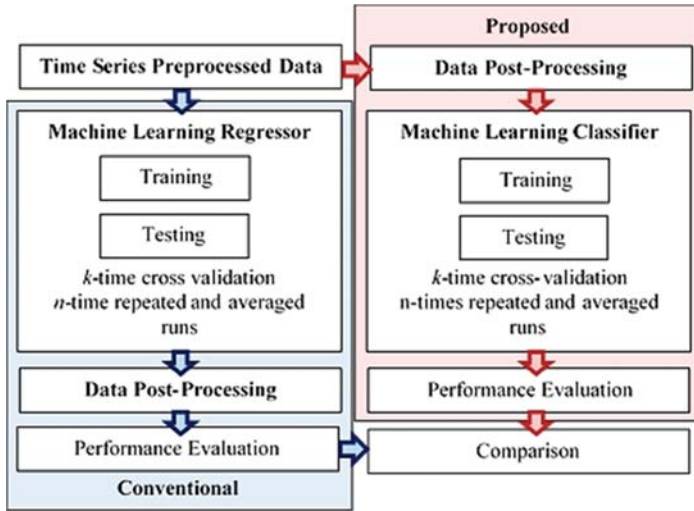 Proposed
Time Series Preprocessed Data
Data Post-Processing
Machine Learning Regressor
Training
Testing
k-time cross validation
n-time repeated and averaged
runs
Data Post-Processing
Performance Evaluation
Conventional
Machine Learning Classifier
Training
Testing
k-time cross-validation
n-times repeated and averaged
runs
Performance Evaluation
Comparison